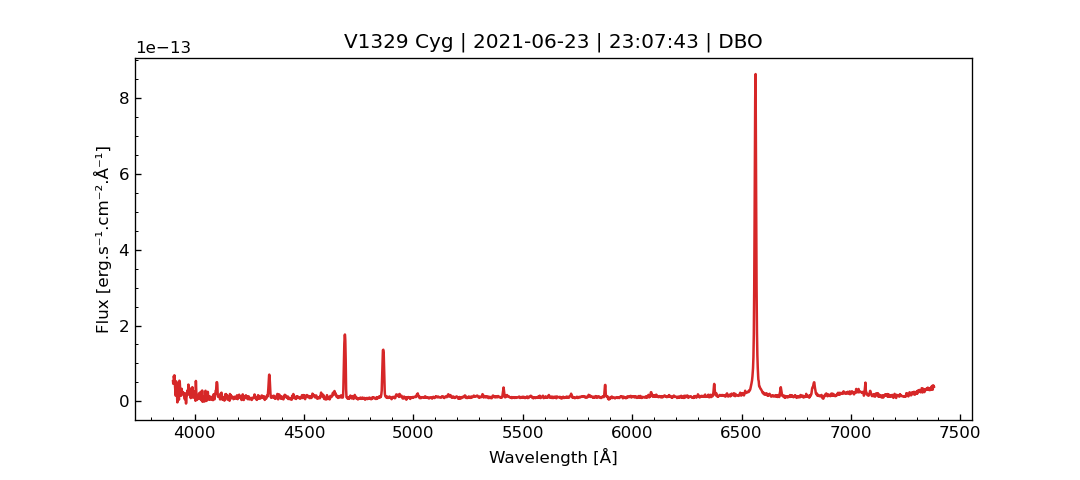 V1329 Cyg | 2021-06-23 | 23:07:43 | DBO
1e−13
8
6
4
2
0
Flux [erg.s⁻¹.cm⁻².Å⁻¹]
4000 4500 5000 5500 6000 6500 7000 7500
Wavelength [Å]